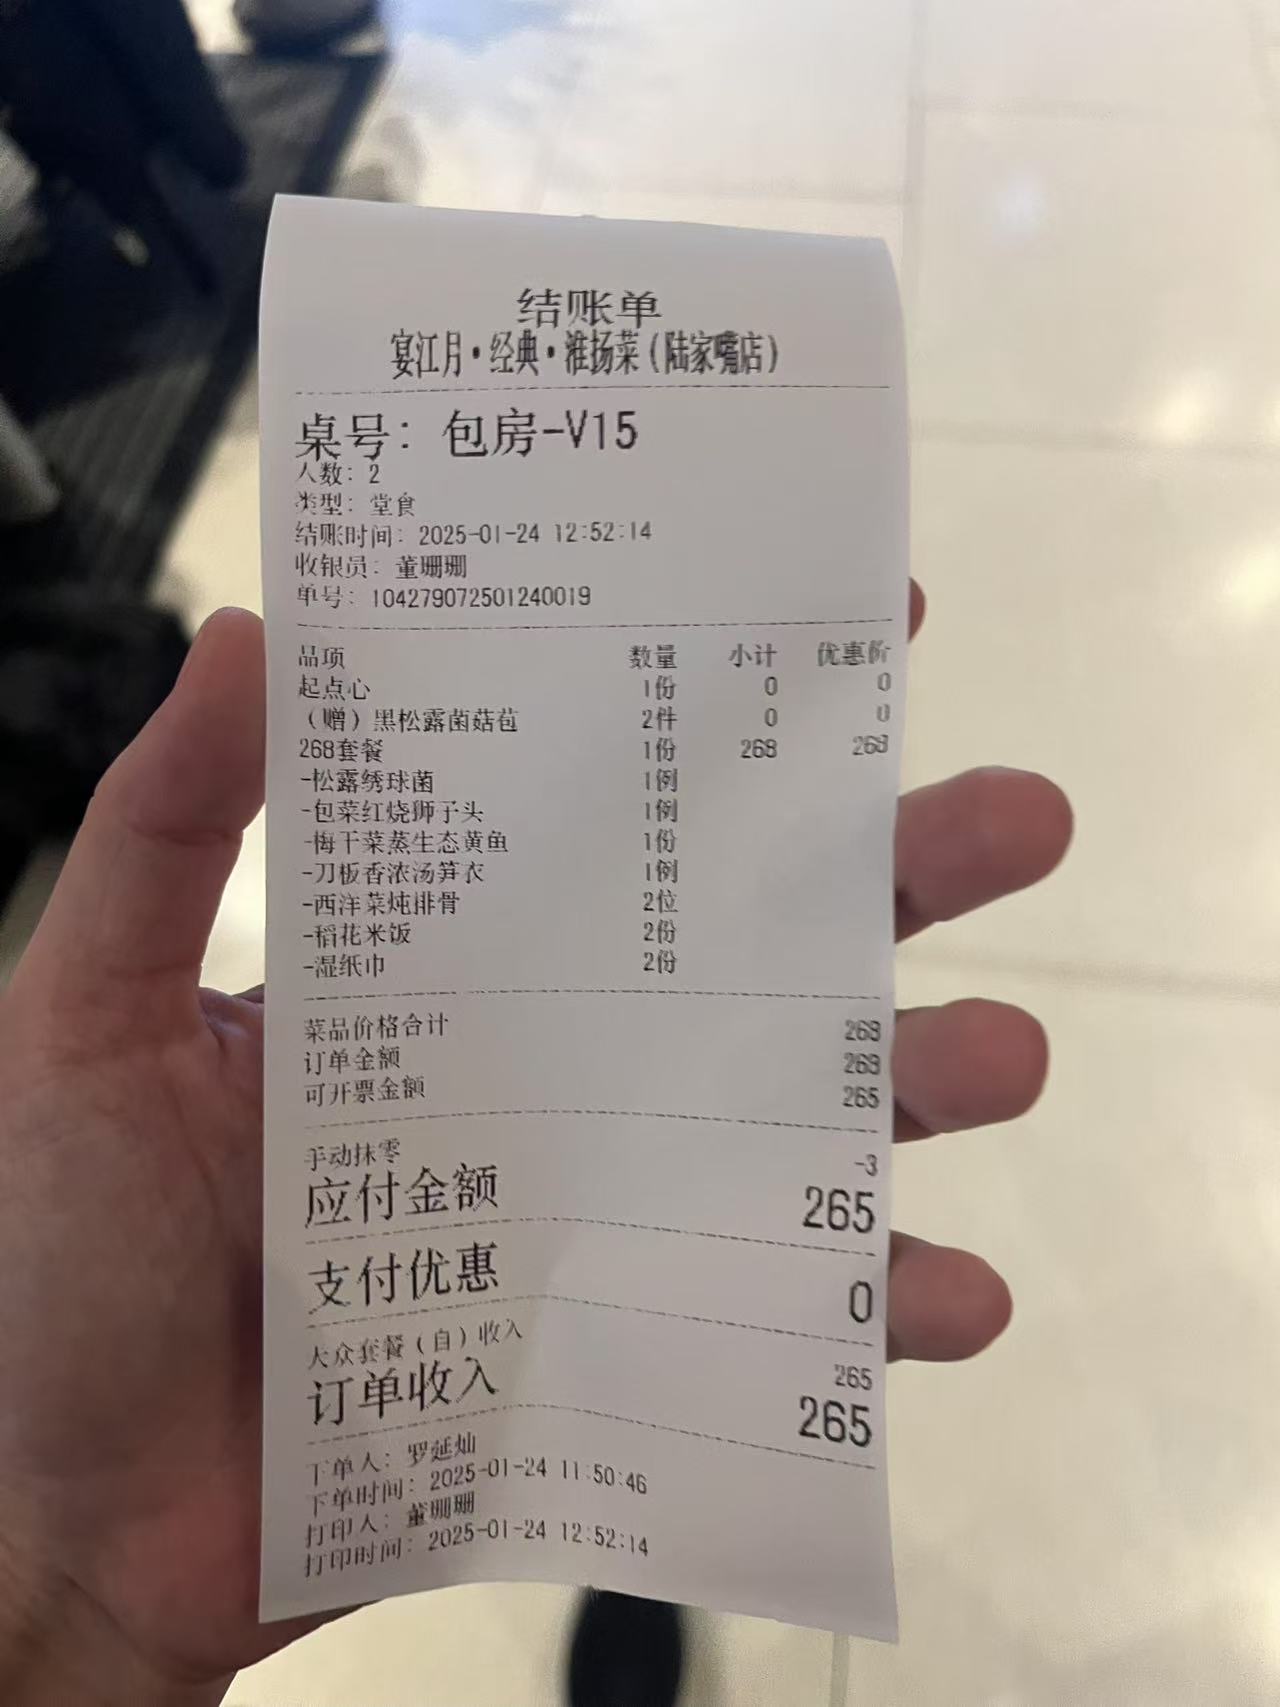 结账单
宴江月·经典·淮扬菜(陆家嘴店)
桌号: 包房-V15
人数: 2
类型: 堂食
结账时间: 2025-01-24 12:52:14
收银员: 董珊珊
单号: 104279072501240019
品项 数量 小计 优惠价
起点心 1份 0 0
(赠)黑松露菌菇包 2件 0 0
268套餐 1份 268 268
-松露绣球菌 1例
-包菜红烧狮子头 1例
-梅干菜蒸生态黄鱼 1份
-刀板香浓汤笋衣 1例
-西洋菜炖排骨 2位
-稻花米饭 2份
-湿纸巾 2份
菜品价格合计 268
订单金额 268
可开票金额 265
手动抹零 -3
应付金额 265
支付优惠 0
大众套餐(自)收入 265
订单收入 265
下单人: 罗延灿
下单时间: 2025-01-24 11:50:46
打印人: 董珊珊
打印时间: 2025-01-24 12:52:14